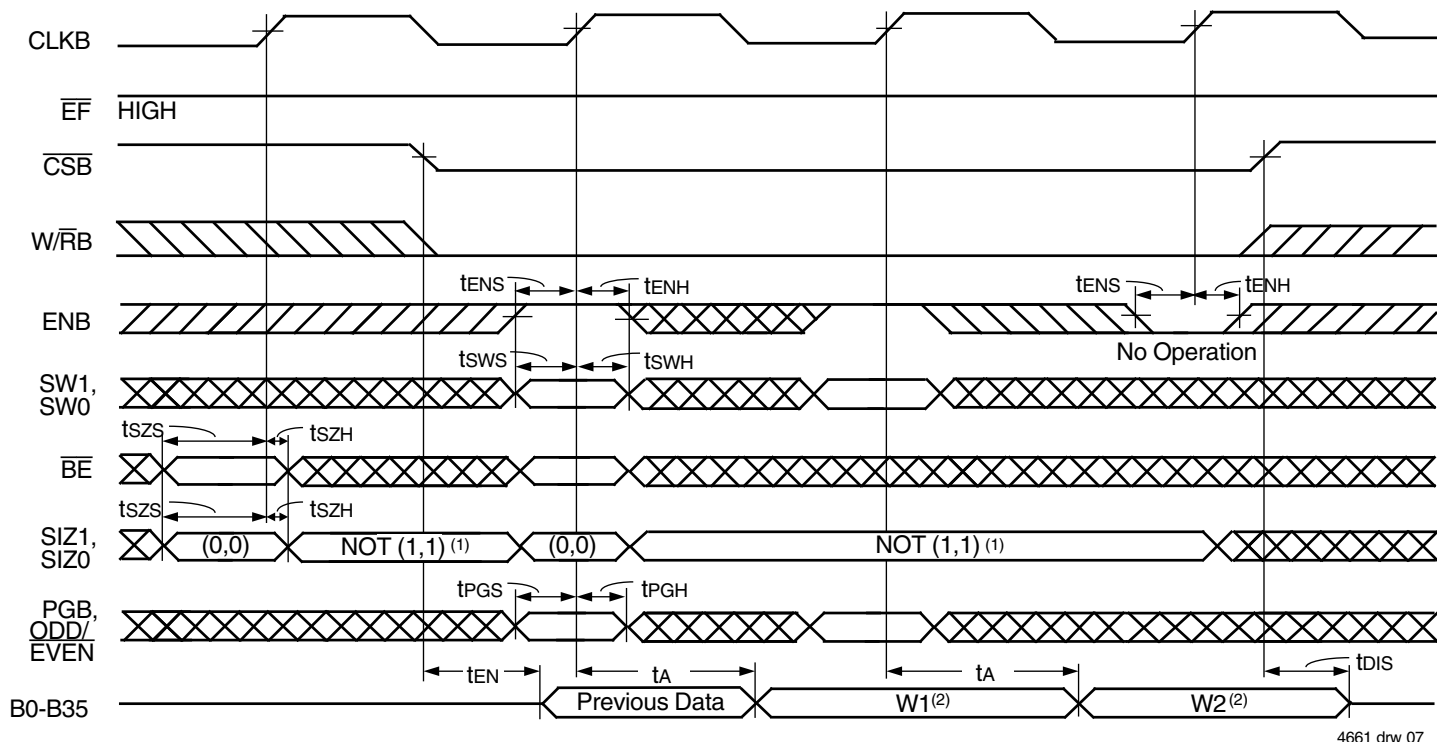 CLKB
EF HIGH
CSB
W/RB
tENS tENH tENS tENH
ENB
No Operation
tSWS tSWH
SW1,
SW0
tSZS tSZH
BE
tSZS tSZH
SIZ1,
SIZ0
(0,0) NOT (1,1) (1) (0,0) NOT (1,1) (1)
tPGS tPGH
PGB,
ODD/
EVEN
tEN tA tA tDIS
B0-B35 Previous Data W1(2) W2(2)
4661 drw 07